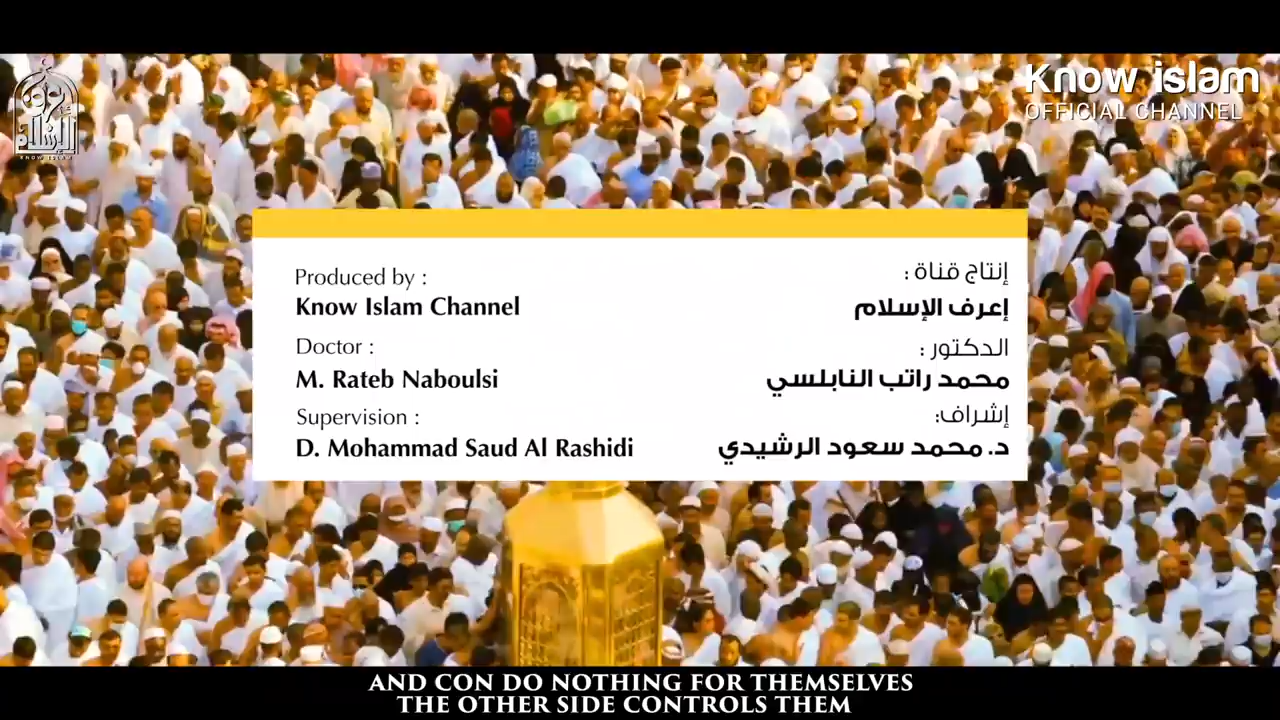 Know islam
OFFICIAL CHANNEL
KNOW ISLAM
Produced by :
Know Islam Channel
Doctor :
M. Rateb Naboulsi
Supervision :
D. Mohammad Saud Al Rashidi
إنتاج قناة :
إعرف الإسلام
الدكتور :
محمد راتب النابلسي
إشراف:
د. محمد سعود الرشيدي
AND CON DO NOTHING FOR THEMSELVES
THE OTHER SIDE CONTROLS THEM